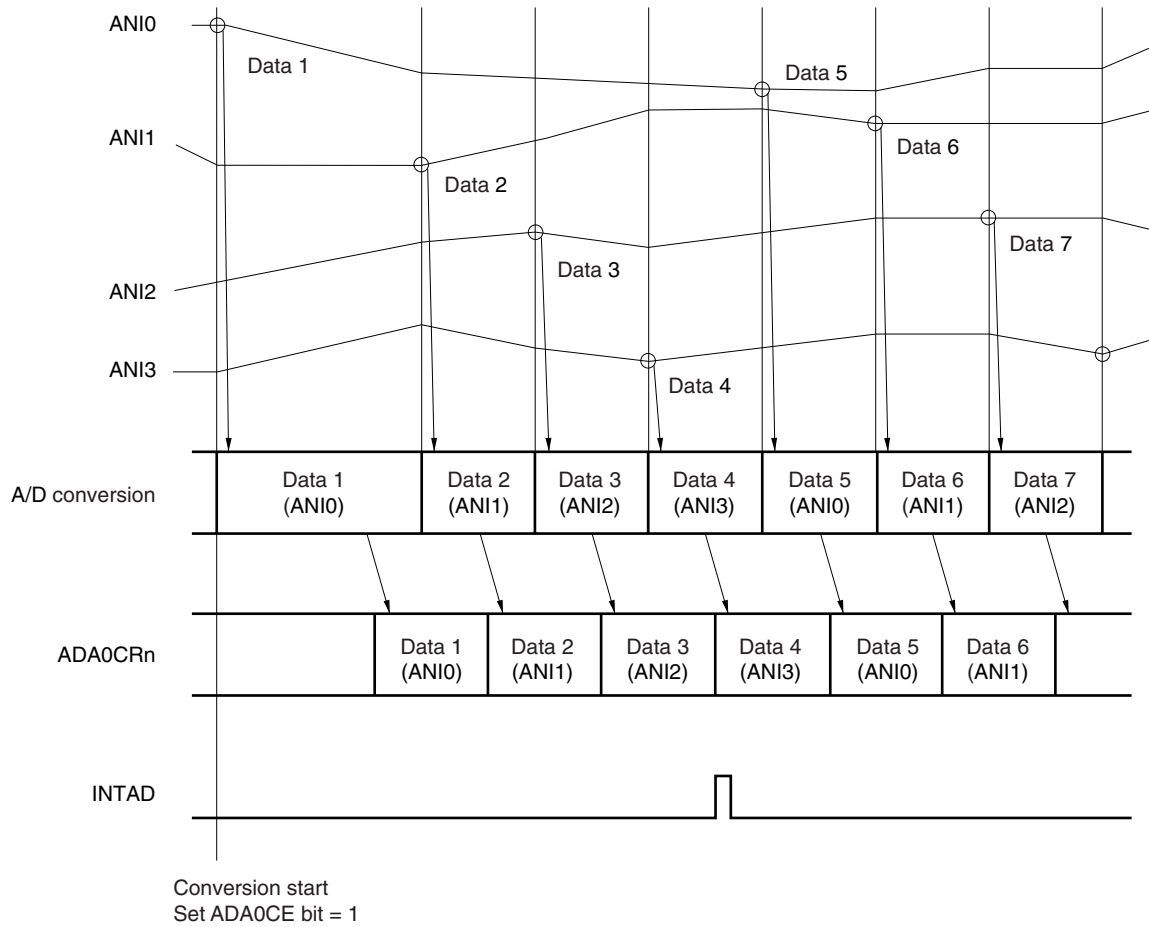 ANI0
Data 1
Data 5
ANI1
Data 6
Data 2
Data 7
Data 3
ANI2
ANI3
Data 4
A/D conversion
Data 1
(ANI0)
Data 2
(ANI1)
Data 3
(ANI2)
Data 4
(ANI3)
Data 5
(ANI0)
Data 6
(ANI1)
Data 7
(ANI2)
ADA0CRn
Data 1
(ANI0)
Data 2
(ANI1)
Data 3
(ANI2)
Data 4
(ANI3)
Data 5
(ANI0)
Data 6
(ANI1)
INTAD
Conversion start
Set ADA0CE bit = 1